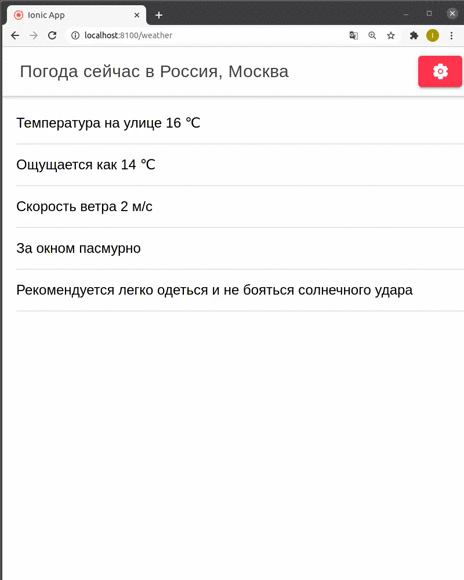 Ionic App
localhost:8100/weather
I
Погода сейчас в Россия, Москва
Температура на улице 16 ℃
Ощущается как 14 ℃
Скорость ветра 2 м/с
За окном пасмурно
Рекомендуется легко одеться и не бояться солнечного удара